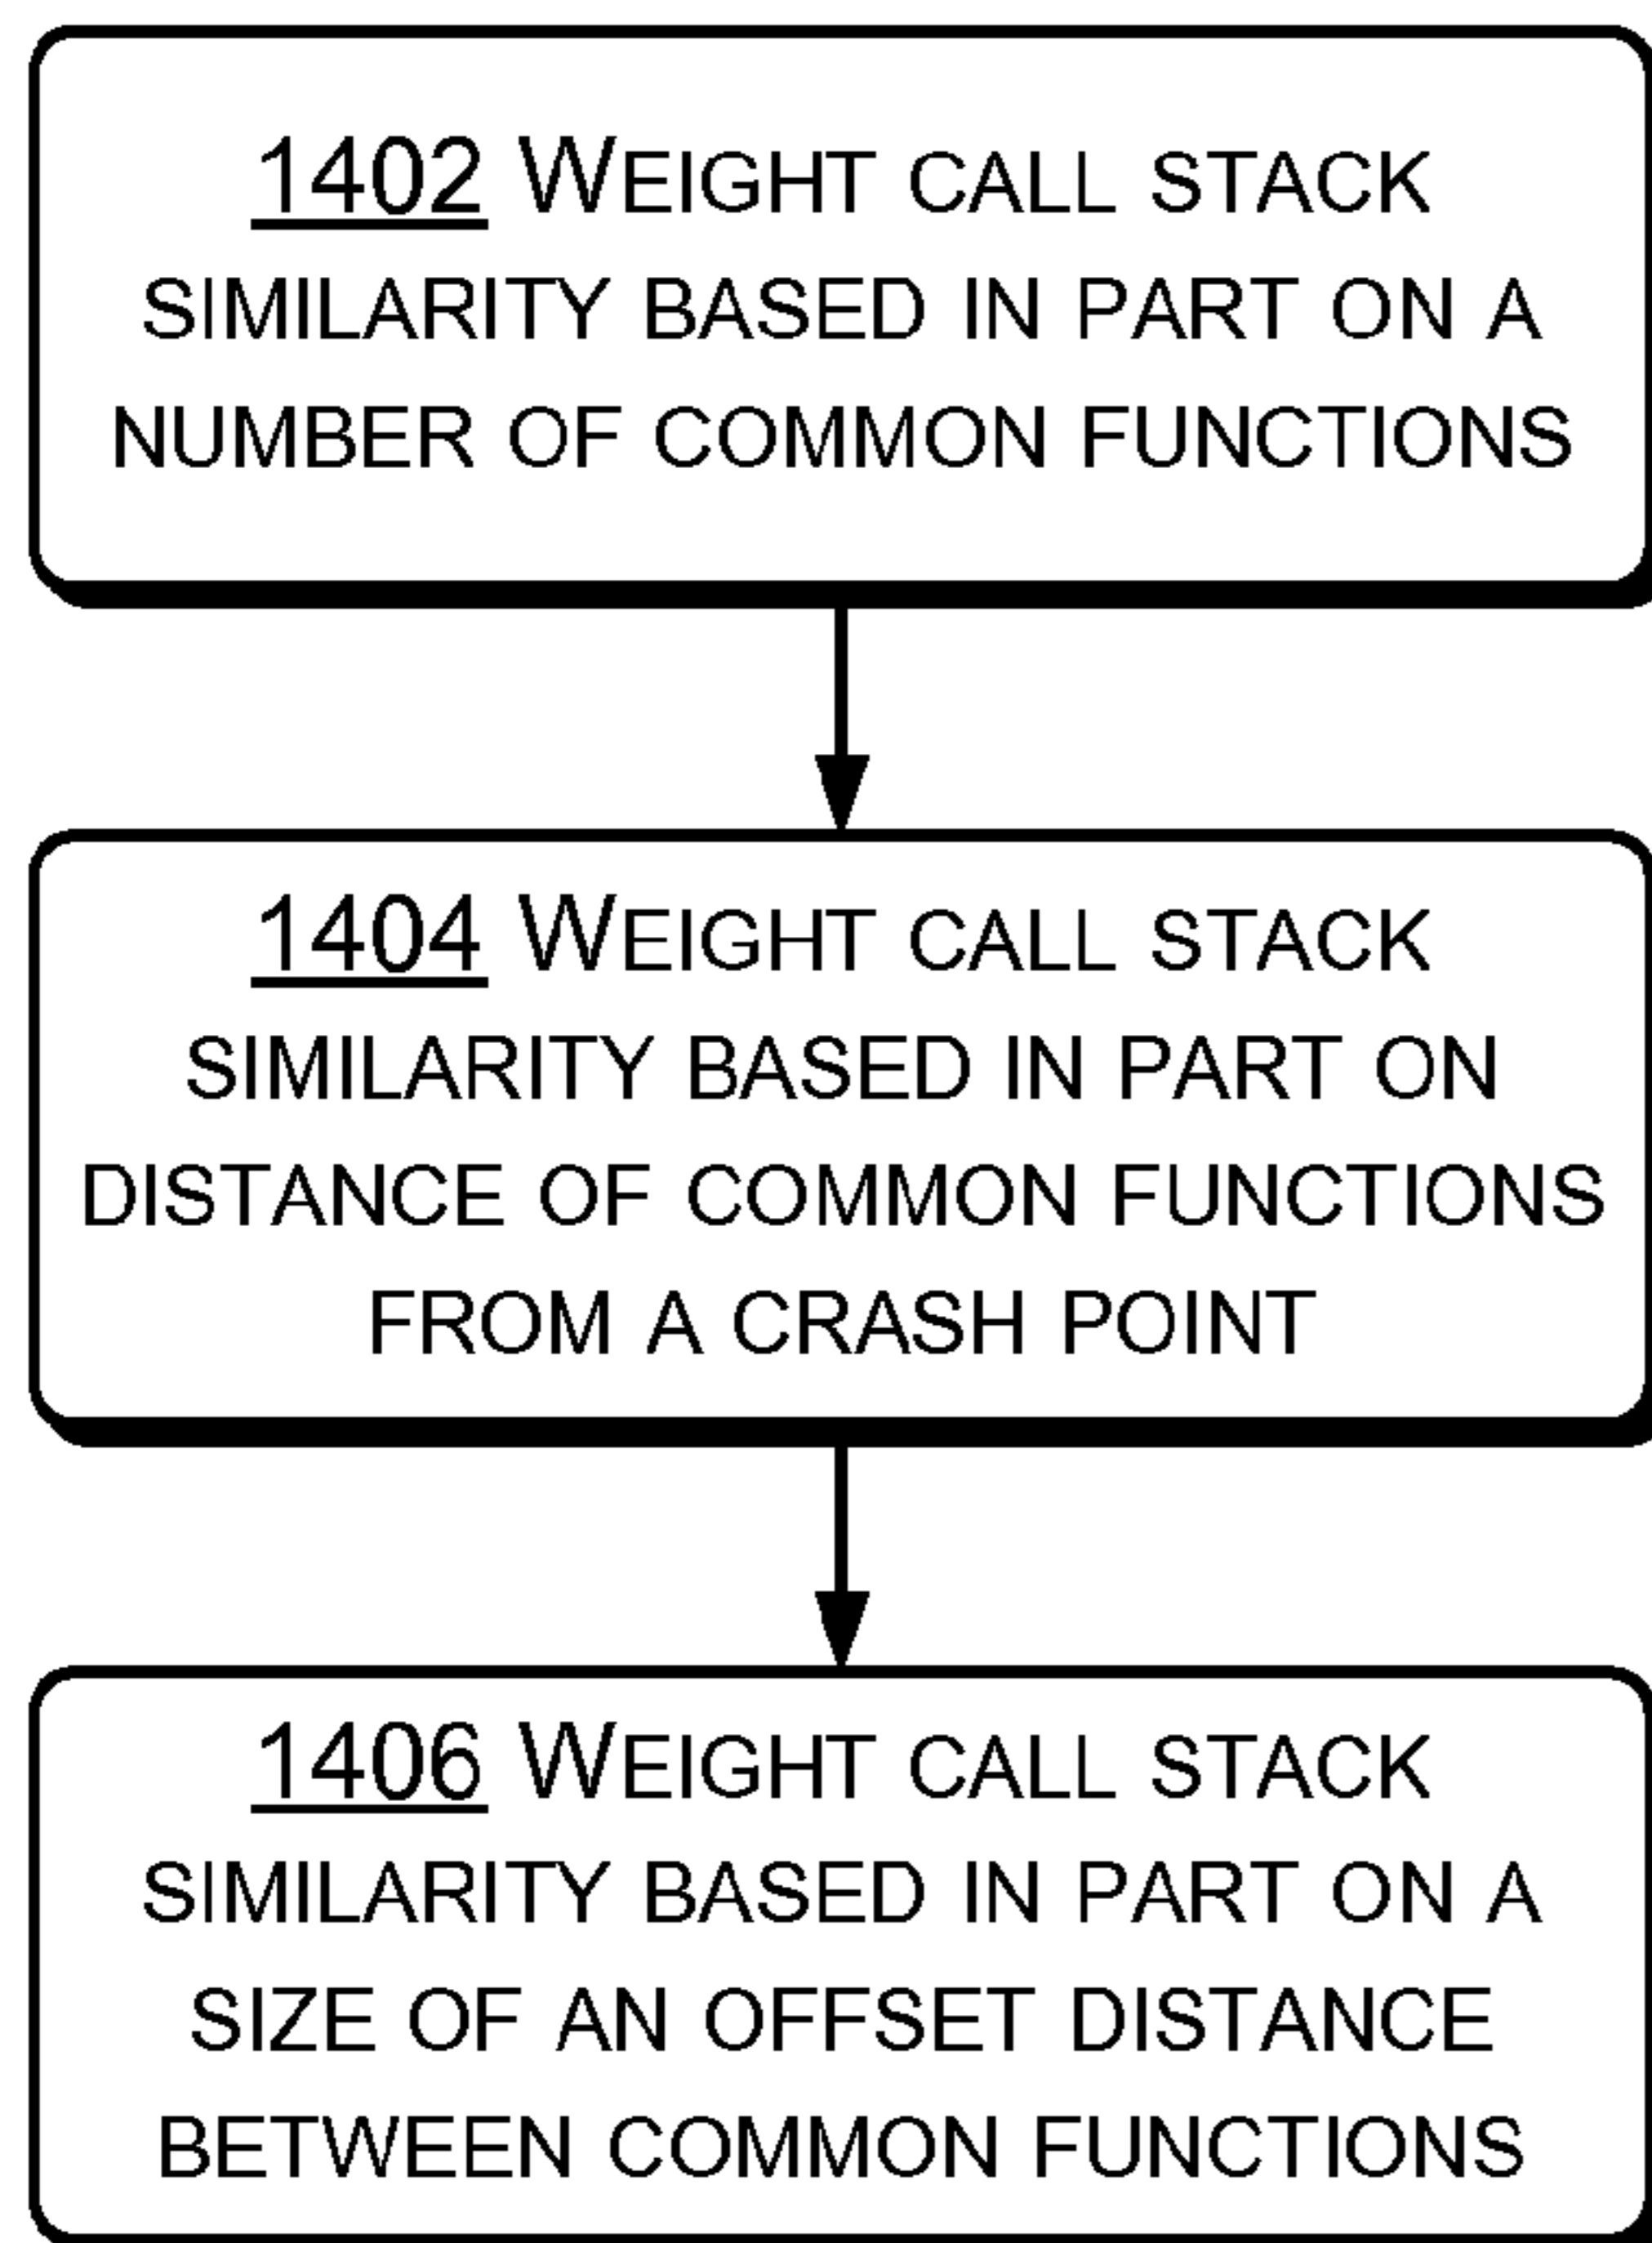 1402 WEIGHT CALL STACK
SIMILARITY BASED IN PART ON A
NUMBER OF COMMON FUNCTIONS
1404 WEIGHT CALL STACK
SIMILARITY BASED IN PART ON
DISTANCE OF COMMON FUNCTIONS
FROM A CRASH POINT
1406 WEIGHT CALL STACK
SIMILARITY BASED IN PART ON A
SIZE OF AN OFFSET DISTANCE
BETWEEN COMMON FUNCTIONS